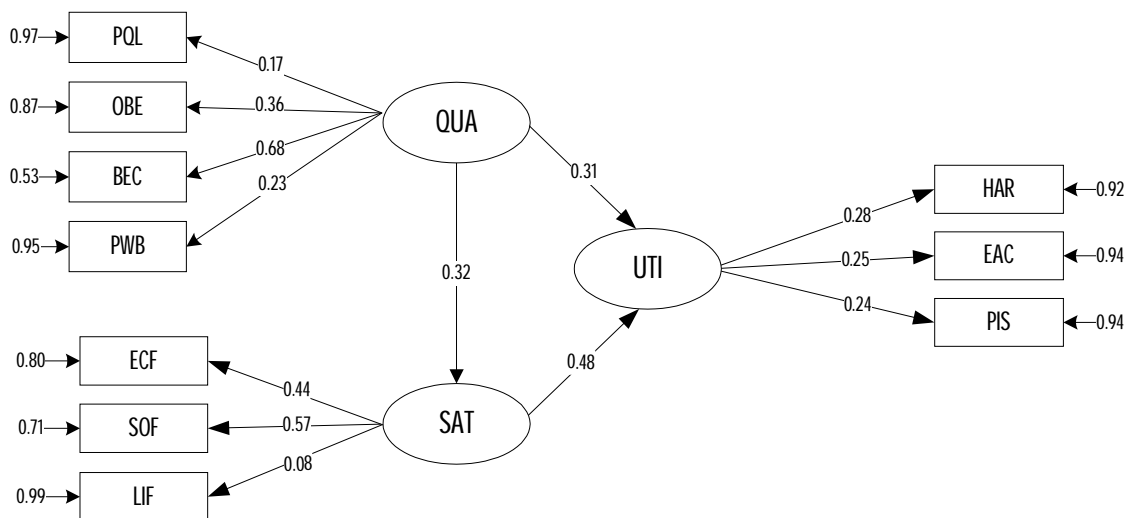 0.97 PQL
0.17
0.87 OBE
0.36
QUA
0.53 BEC
0.68
0.31
0.23
0.95 PWB
0.32
UTI
0.28
HAR 0.92
0.25
EAC 0.94
0.24
PIS 0.94
0.80 ECF
0.44
0.48
0.71 SOF
0.57
SAT
0.08
0.99 LIF